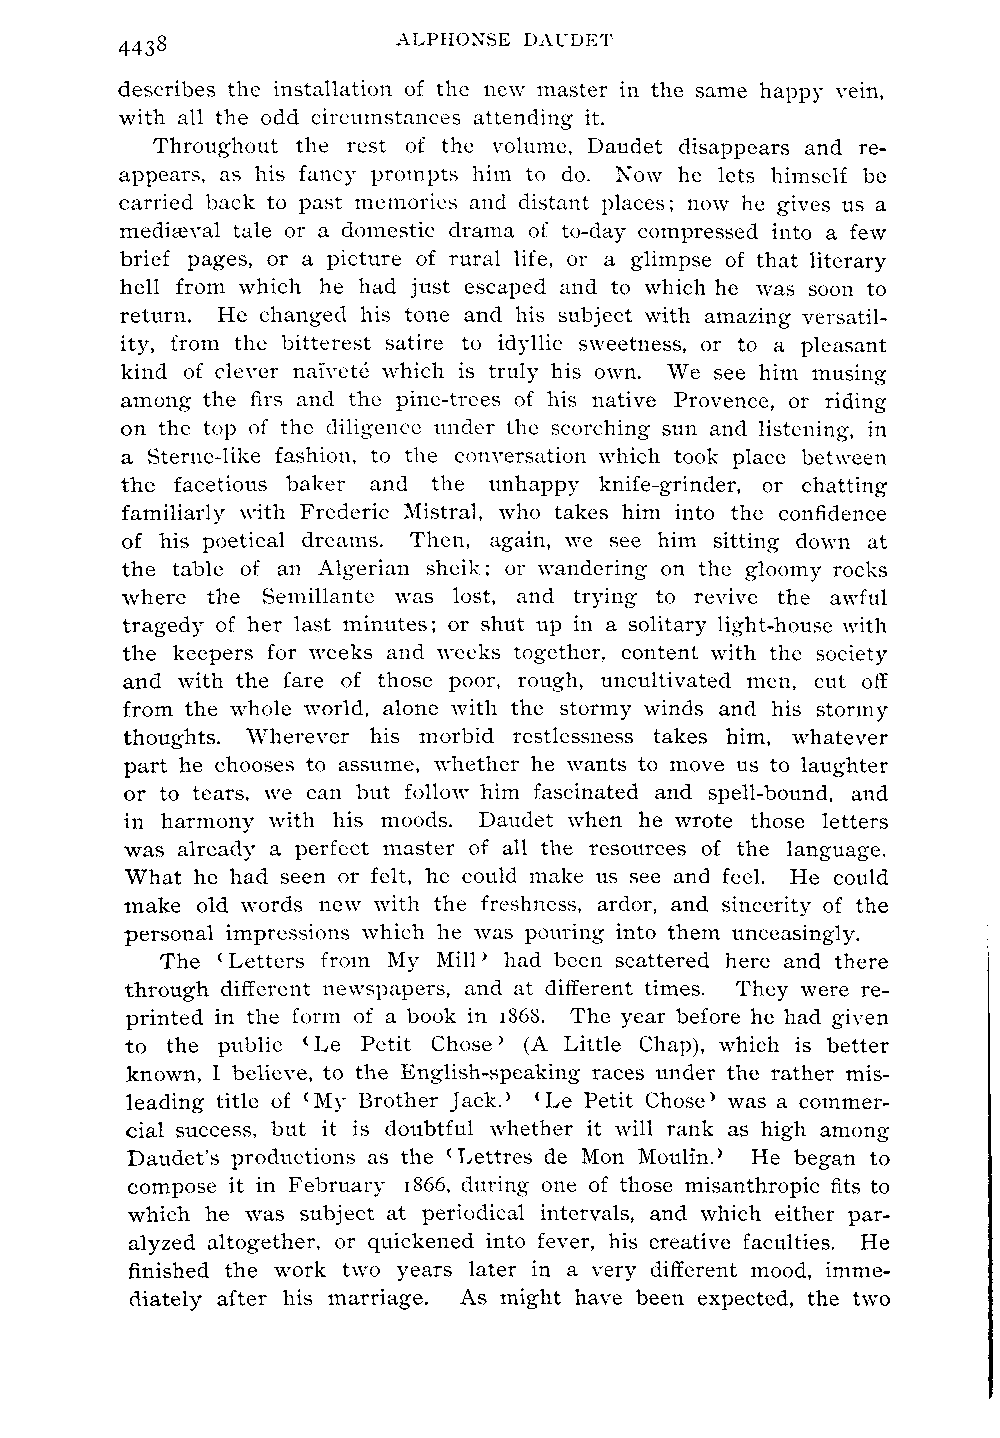 4438 ALPHONSE DAUDET
describes the installation of the new master in the same happy vein,
with all the odd circumstances attending it.
Throughout the rest of the volume, Daudet disappears and re-
appears, as his fancy prompts him to do. Now he lets himself be
carried back to past memories and distant places; now he gives us a
mediæval tale or a domestic drama of to-day compressed into a few
brief pages, or a picture of rural life, or a glimpse of that literary
hell from which he had just escaped and to which he was soon to
return. He changed his tone and his subject with amazing versatil-
ity, from the bitterest satire to idyllic sweetness, or to a pleasant
kind of clever naïveté which is truly his own. We see him musing
among the firs and the pine-trees of his native Provence, or riding
on the top of the diligence under the scorching sun and listening, in
a Sterne-like fashion, to the conversation which took place between
the facetious baker and the unhappy knife-grinder, or chatting
familiarly with Frederic Mistral, who takes him into the confidence
of his poetical dreams. Then, again, we see him sitting down at
the table of an Algerian sheik; or wandering on the gloomy rocks
where the Semillante was lost, and trying to revive the awful
tragedy of her last minutes; or shut up in a solitary light-house with
the keepers for weeks and weeks together, content with the society
and with the fare of those poor, rough, uncultivated men, cut off
from the whole world, alone with the stormy winds and his stormy
thoughts. Wherever his morbid restlessness takes him, whatever
part he chooses to assume, whether he wants to move us to laughter
or to tears, we can but follow him fascinated and spell-bound, and
in harmony with his moods. Daudet when he wrote those letters
was already a perfect master of all the resources of the language.
What he had seen or felt, he could make us see and feel. He could
make old words new with the freshness, ardor, and sincerity of the
personal impressions which he was pouring into them unceasingly.
The ‘Letters from My Mill’ had been scattered here and there
through different newspapers, and at different times. They were re-
printed in the form of a book in 1868. The year before he had given
to the public ‘Le Petit Chose’ (A Little Chap), which is better
known, I believe, to the English-speaking races under the rather mis-
leading title of ‘My Brother Jack.’ ‘Le Petit Chose’ was a commer-
cial success, but it is doubtful whether it will rank as high among
Daudet's productions as the ‘Lettres de Mon Moulin.’ He began to
compose it in February 1866, during one of those misanthropic fits to
which he was subject at periodical intervals, and which either par-
alyzed altogether, or quickened into fever, his creative faculties. He
finished the work two years later in a very different mood, imme-
diately after his marriage. As might have been expected, the two